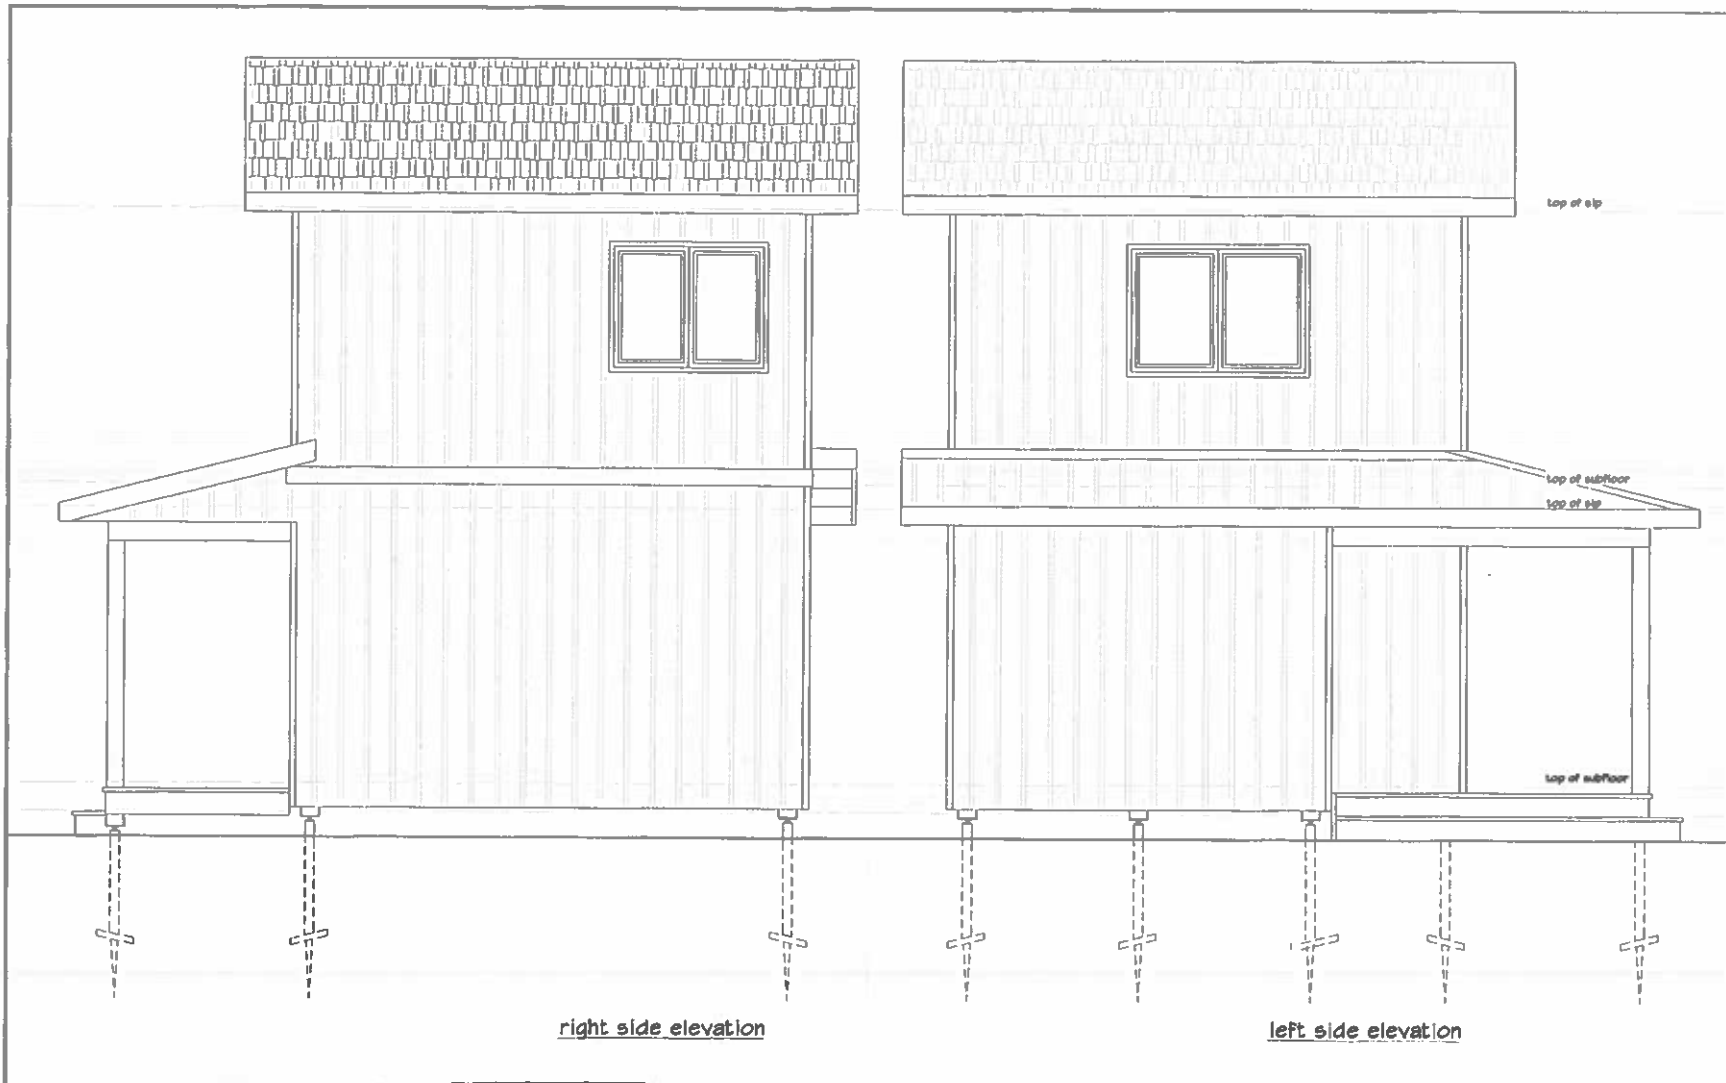 top of sip
top of subfloor
top of sip
top of subfloor
right side elevation
left side elevation